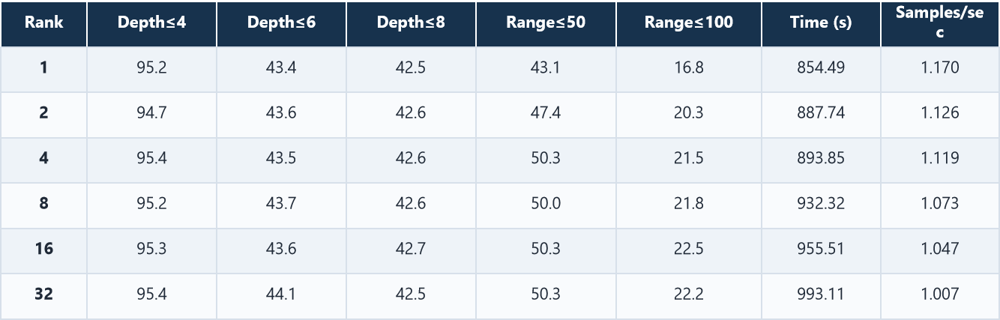 Rank Depth≤4 Depth≤6 Depth≤8 Range≤50 Range≤100 Time (s) Samples/se
c
1 95.2 43.4 42.5 43.1 16.8 854.49 1.170
2 94.7 43.6 42.6 47.4 20.3 887.74 1.126
4 95.4 43.5 42.6 50.3 21.5 893.85 1.119
8 95.2 43.7 42.6 50.0 21.8 932.32 1.073
16 95.3 43.6 42.7 50.3 22.5 955.51 1.047
32 95.4 44.1 42.5 50.3 22.2 993.11 1.007